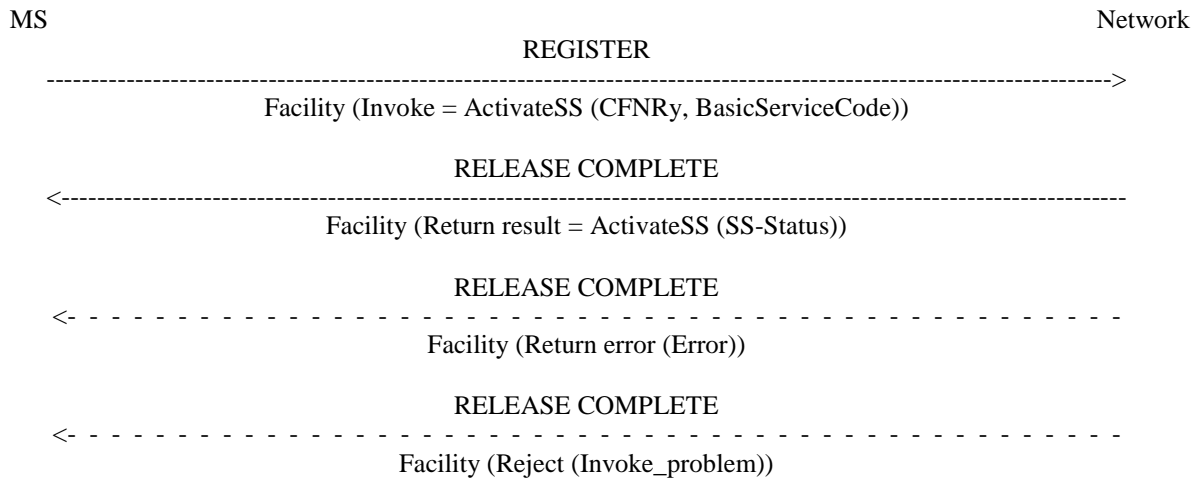 MS Network
REGISTER
------------------------------------------------------------------------------------------------------------------------>
Facility (Invoke = ActivateSS (CFNRy, BasicServiceCode))
RELEASE COMPLETE
<------------------------------------------------------------------------------------------------------------------------
Facility (Return result = ActivateSS (SS-Status))
RELEASE COMPLETE
<- - - - - - - - - - - - - - - - - - - - - - - - - - - - - - - - - - - - - - - - - - - - - - - - -
Facility (Return error (Error))
RELEASE COMPLETE
<- - - - - - - - - - - - - - - - - - - - - - - - - - - - - - - - - - - - - - - - - - - - - - - - -
Facility (Reject (Invoke_problem))